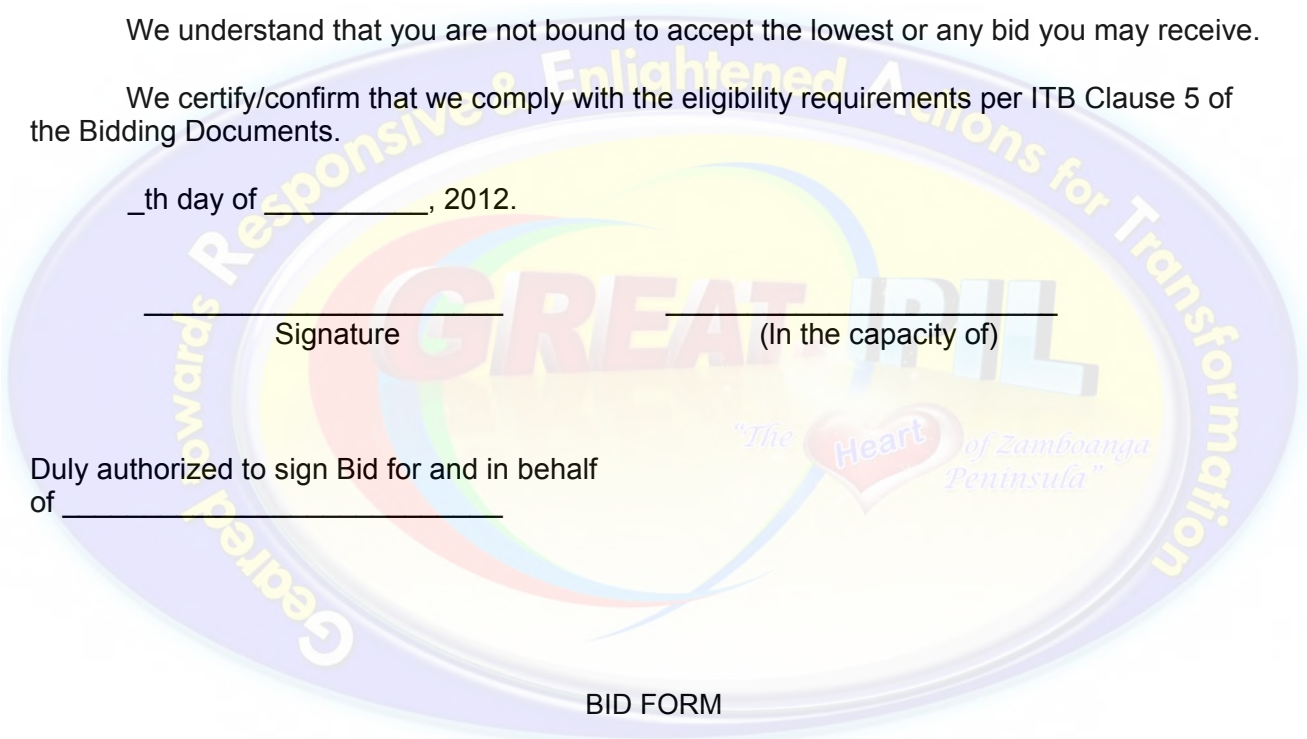 We understand that you are not bound to accept the lowest or any bid you may receive.
We certify/confirm that we comply with the eligibility requirements per ITB Clause 5 of
the Bidding Documents.
_th day of __________, 2012.
______________________ ________________________
Signature (In the capacity of)
Duly authorized to sign Bid for and in behalf
of ___________________________
BID FORM
Geared Towards Responsive & Enlightened Actions for Transformation
GREAT IPIL
"The Heart of Zamboanga
Peninsula"